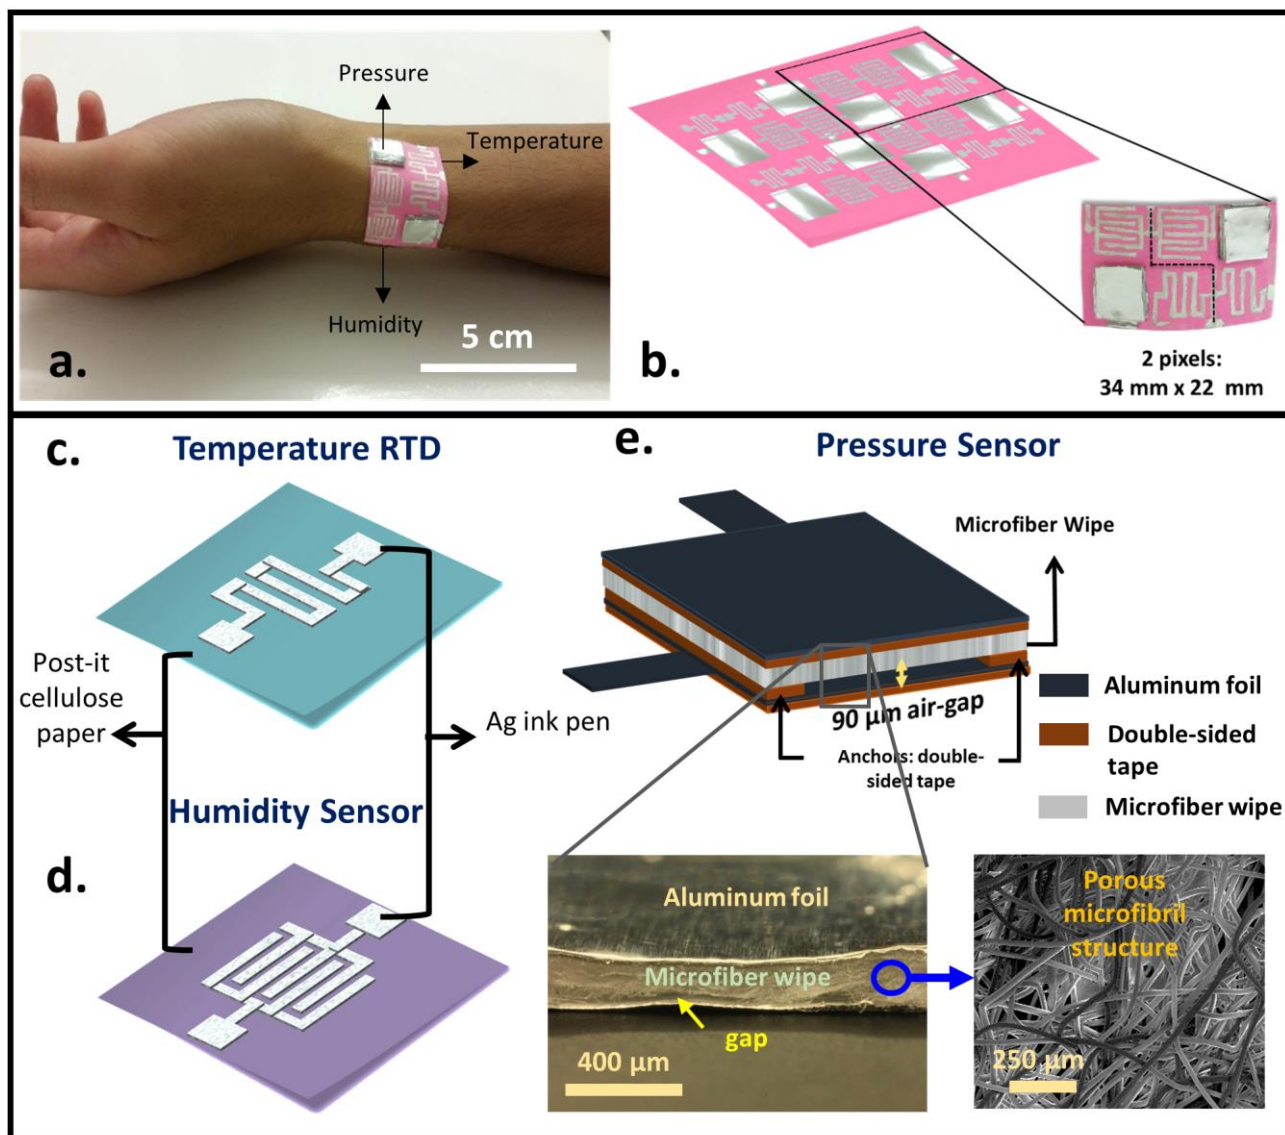 Pressure
Temperature
Humidity
5 cm
a.
b.
2 pixels:
34 mm x 22 mm
c.
Temperature RTD
Post-it
cellulose
paper
Ag ink pen
Humidity Sensor
d.
e.
Pressure Sensor
Microfiber Wipe
90 µm air-gap
Anchors: double-
sided tape
Aluminum foil
Double-sided
tape
Microfiber wipe
Aluminum foil
Microfiber wipe
gap
400 µm
Porous
microfibril
structure
250 µm